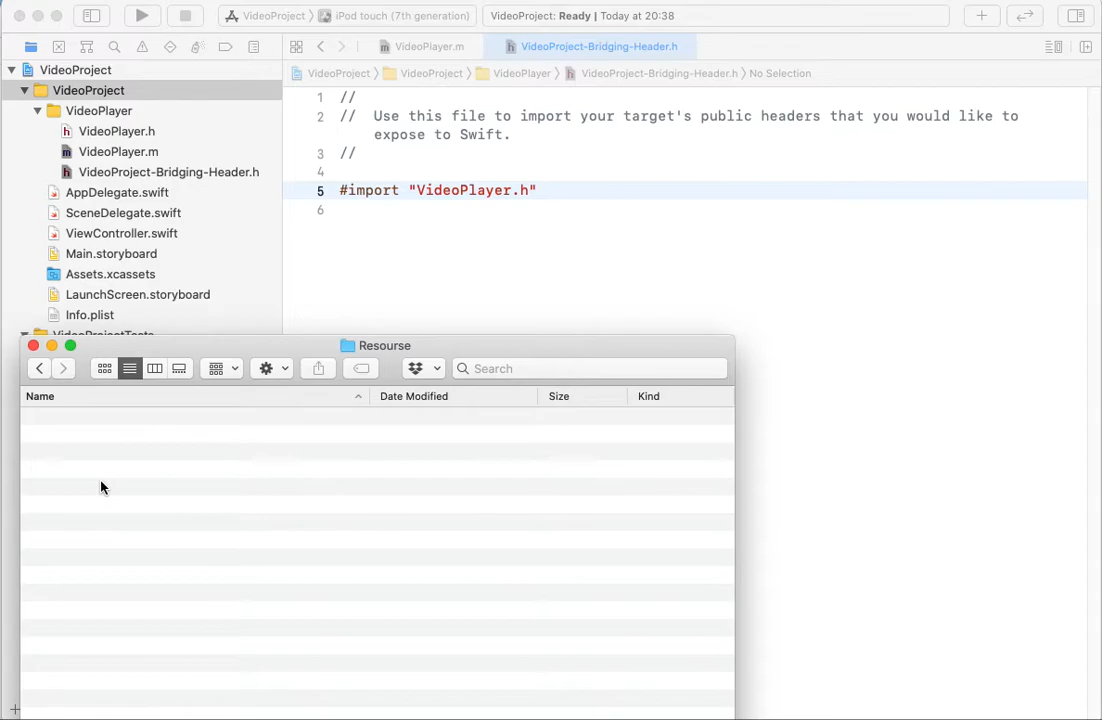 VideoProject
iPod touch (7th generation)
VideoProject: Ready | Today at 20:38
VideoPlayer.m
VideoProject-Bridging-Header.h
VideoProject
VideoProject
VideoProject
VideoPlayer
VideoProject-Bridging-Header.h
No Selection
VideoProject
VideoPlayer
VideoPlayer.h
VideoPlayer.m
VideoProject-Bridging-Header.h
AppDelegate.swift
SceneDelegate.swift
ViewController.swift
Main.storyboard
Assets.xcassets
LaunchScreen.storyboard
Info.plist
VideoProjectTests
1 //
2 // Use this file to import your target's public headers that you would like to
expose to Swift.
3 //
4
5 #import "VideoPlayer.h"
6
Resourse
Search
Name
Date Modified
Size
Kind